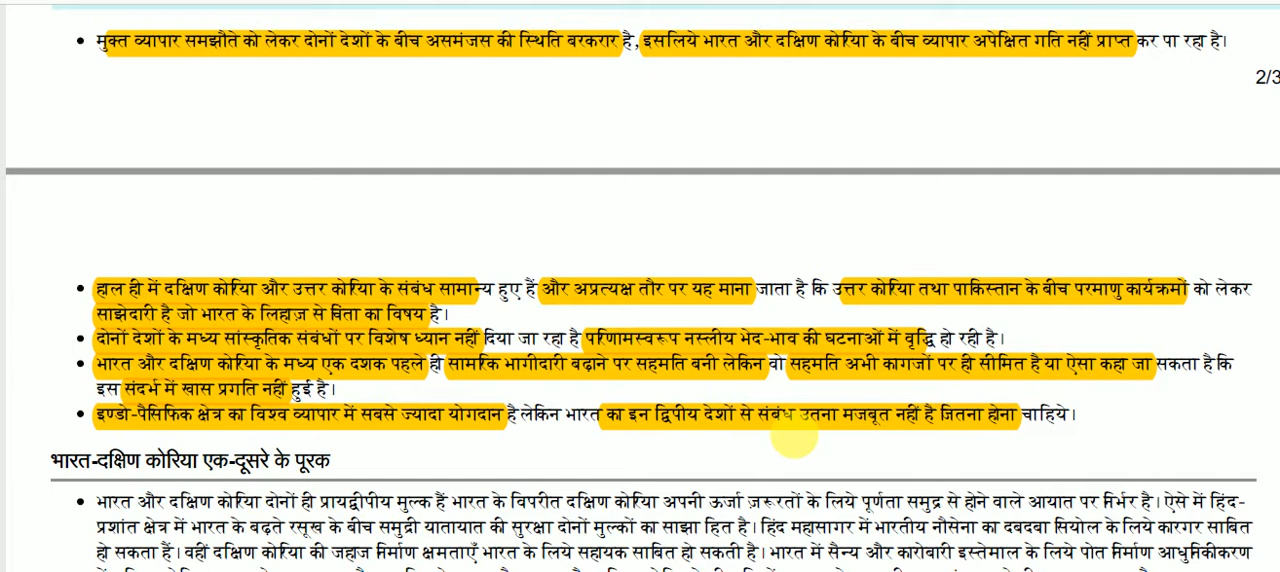 मुक्त व्यापार समझौते को लेकर दोनों देशों के बीच असमंजस की स्थिति बरकरार है, इसलिये भारत और दक्षिण कोरिया के बीच व्यापार अपेक्षित गति नहीं प्राप्त कर पा रहा है।
2/3
हाल ही में दक्षिण कोरिया और उत्तर कोरिया के संबंध सामान्य हुए हैं और अप्रत्यक्ष तौर पर यह माना जाता है कि उत्तर कोरिया तथा पाकिस्तान के बीच परमाणु कार्यक्रमों को लेकर
साझेदारी है जो भारत के लिहाज़ से चिंता का विषय है।
दोनों देशों के मध्य सांस्कृतिक संबंधों पर विशेष ध्यान नहीं दिया जा रहा है परिणामस्वरूप नस्लीय भेद-भाव की घटनाओं में वृद्धि हो रही है।
भारत और दक्षिण कोरिया के मध्य एक दशक पहले ही सामरिक भागीदारी बढ़ाने पर सहमति बनी लेकिन वो सहमति अभी कागजों पर ही सीमित है या ऐसा कहा जा सकता है कि
इस संदर्भ में खास प्रगति नहीं हुई है।
इण्डो-पैसिफिक क्षेत्र का विश्व व्यापार में सबसे ज्यादा योगदान है लेकिन भारत का इन द्विपीय देशों से संबंध उतना मजबूत नहीं है जितना होना चाहिये।
भारत-दक्षिण कोरिया एक-दूसरे के पूरक
भारत और दक्षिण कोरिया दोनों ही प्रायद्वीपीय मुल्क हैं भारत के विपरीत दक्षिण कोरिया अपनी ऊर्जा ज़रूरतों के लिये पूर्णता समुद्र से होने वाले आयात पर निर्भर है। ऐसे में हिंद-
प्रशांत क्षेत्र में भारत के बढ़ते रसूख के बीच समुद्री यातायात की सुरक्षा दोनों मुल्कों का साझा हित है। हिंद महासागर में भारतीय नौसेना का दबदबा सियोल के लिये कारगर साबित
हो सकता हैं। वहीं दक्षिण कोरिया की जहाज निर्माण क्षमताएँ भारत के लिये सहायक साबित हो सकती है। भारत में सैन्य और कारोबारी इस्तेमाल के लिये पोत निर्माण आधुनिकीकरण